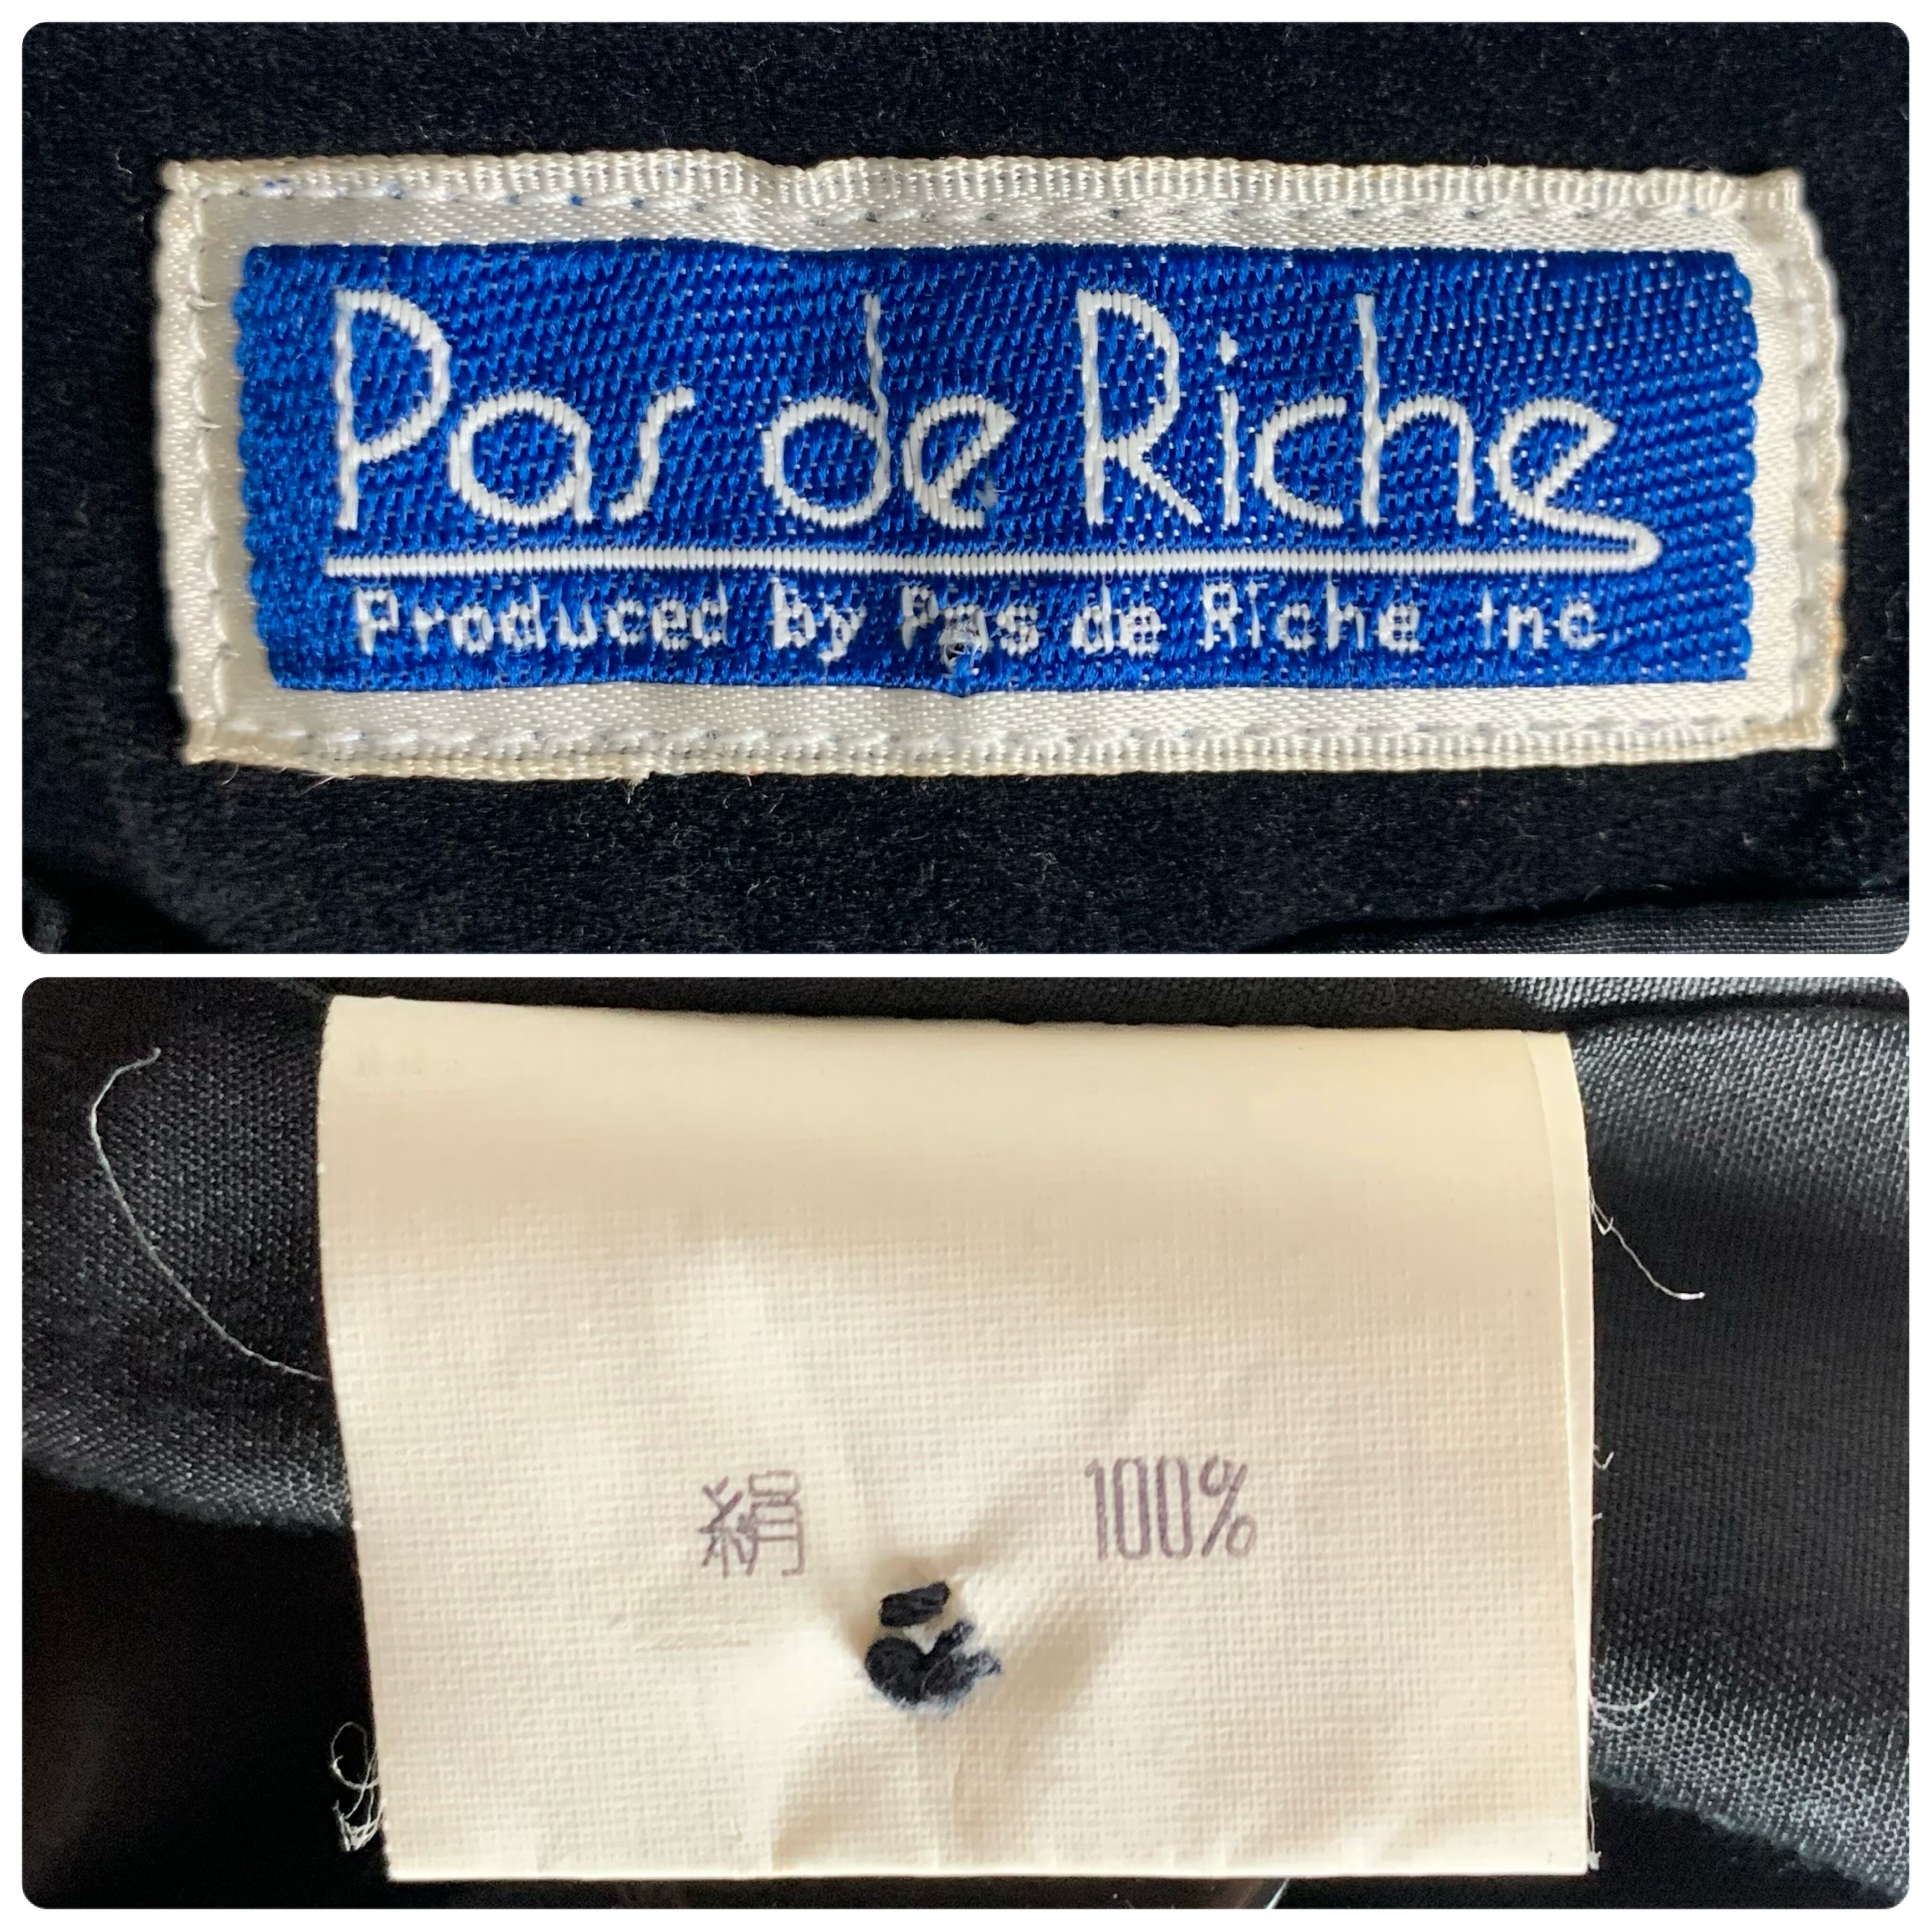 Pas de Riche
Produced by Pas de Riche inc
絹 100%